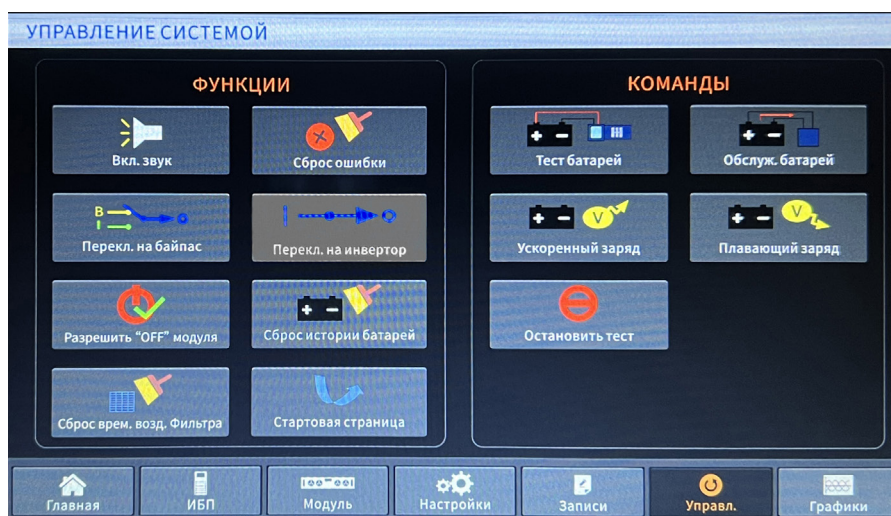 УПРАВЛЕНИЕ СИСТЕМОЙ
ФУНКЦИИ
Вкл. звук
Сброс ошибки
B
I
Перекл. на байпас
Перекл. на инвертор
Разрешить "OFF" модуля
Сброс истории батарей
Сброс врем. возд. Фильтра
Стартовая страница
КОМАНДЫ
Тест батарей
Обслуж. батарей
V
Ускоренный заряд
V
Плавающий заряд
Остановить тест
Главная
ИБП
Модуль
Настройки
Записи
Управл.
Графики